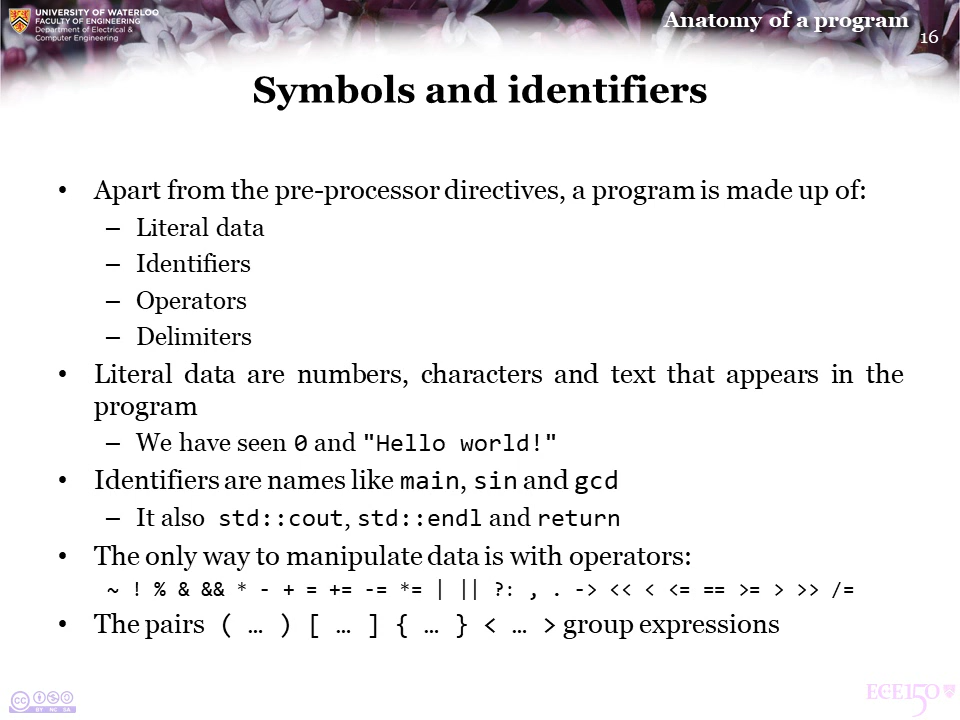 UNIVERSITY OF WATERLOO
FACULTY OF ENGINEERING
Department of Electrical &
Computer Engineering
Anatomy of a program
16
Symbols and identifiers
• Apart from the pre-processor directives, a program is made up of:
– Literal data
– Identifiers
– Operators
– Delimiters
• Literal data are numbers, characters and text that appears in the
program
– We have seen 0 and "Hello world!"
• Identifiers are names like main, sin and gcd
– It also std::cout, std::endl and return
• The only way to manipulate data is with operators:
~ ! % & && * - + = += -= *= | || ?: , . -> << < <= == >= > >> /=
• The pairs ( … ) [ … ] { … } < … > group expressions
cc BY NC SA
ECE150